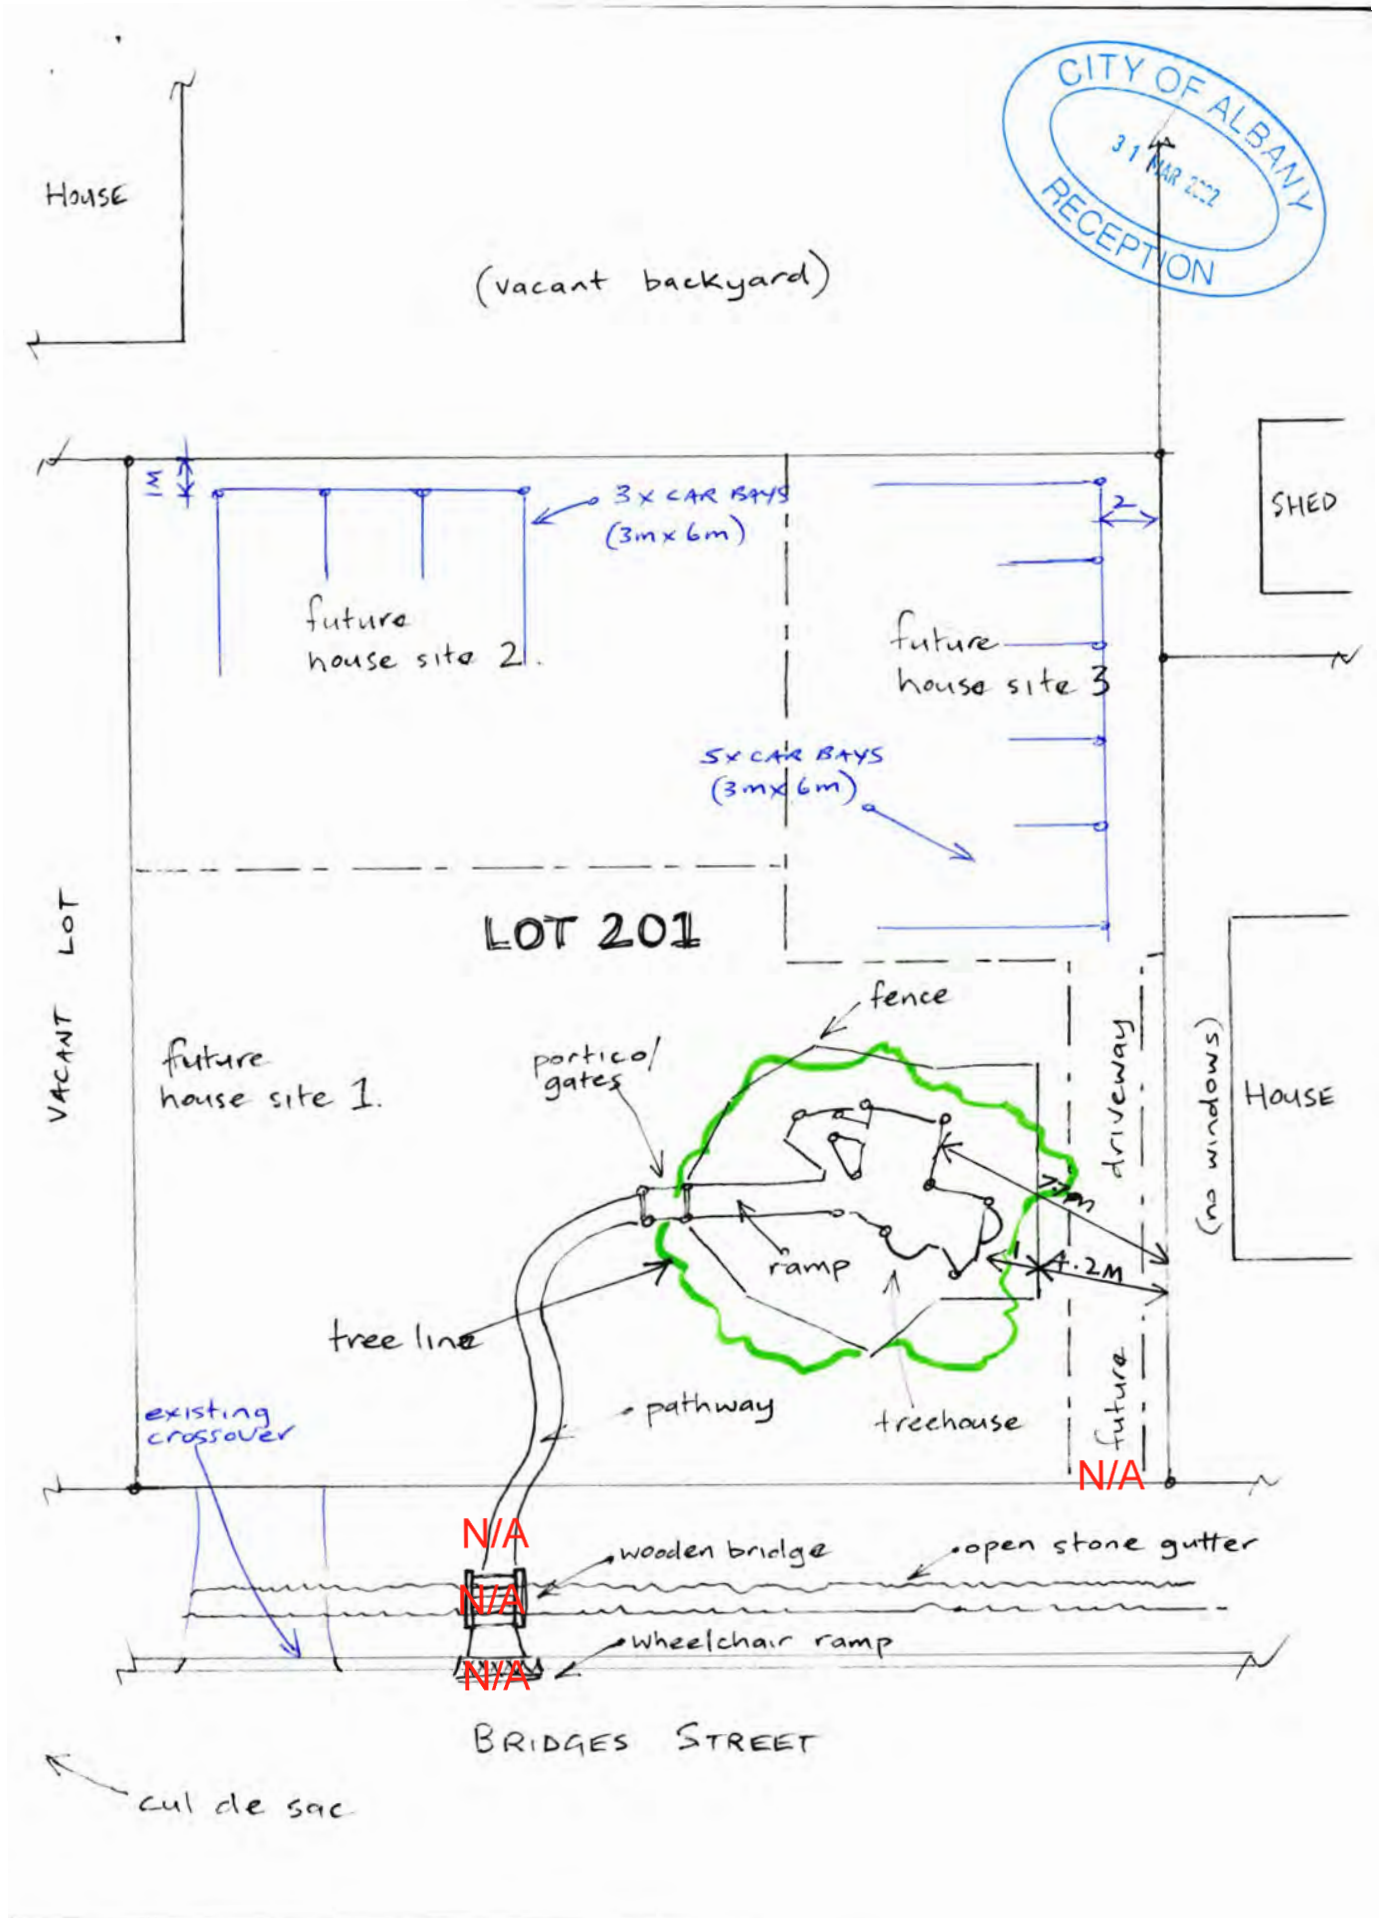 CITY OF ALBANY
31 MAR 2022
RECEPTION
HOUSE
(vacant backyard)
1M
3 x CAR BAYS
(3m x 6m)
2
SHED
future
house site 2.
future
house site 3
5x CAR BAYS
(3m x 6m)
LOT 201
VACANT LOT
fence
portico/
gates
future
house site 1.
driveway
(no windows)
HOUSE
7.7m
ramp
1
4.2M
tree line
existing
crossover
pathway
treehouse
future
N/A
N/A
wooden bridge
open stone gutter
N/A
wheelchair ramp
N/A
BRIDGES STREET
cul de sac